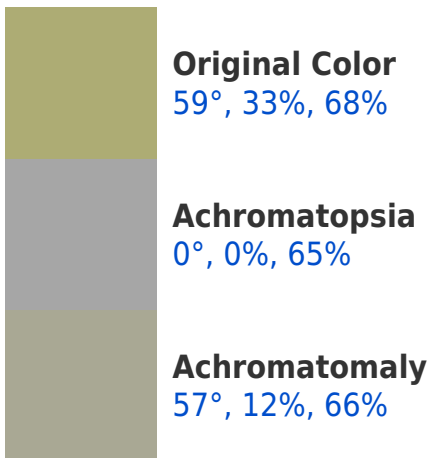 Original Color
59°, 33%, 68%
Achromatopsia
0°, 0%, 65%
Achromatomaly
57°, 12%, 66%